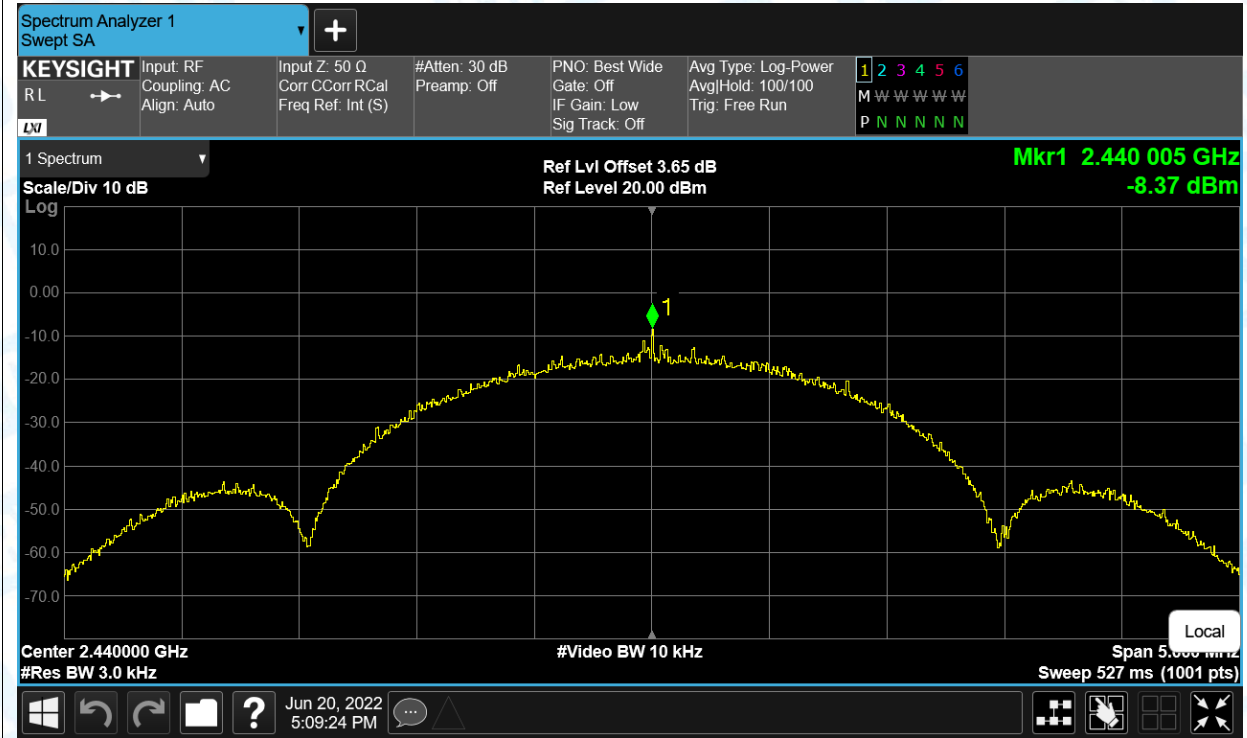 Spectrum Analyzer 1
Swept SA
KEYSIGHT
R L
LXI
Input: RF
Coupling: AC
Align: Auto
Input Z: 50 Ω
Corr CCorr RCal
Freq Ref: Int (S)
#Atten: 30 dB
Preamp: Off
PNO: Best Wide
Gate: Off
IF Gain: Low
Sig Track: Off
Avg Type: Log-Power
Avg|Hold: 100/100
Trig: Free Run
1 2 3 4 5 6
M W W W W W
P N N N N N
1 Spectrum
Scale/Div 10 dB
Log
Ref Lvl Offset 3.65 dB
Ref Level 20.00 dBm
Mkr1 2.440 005 GHz
-8.37 dBm
10.0
0.00
1
-10.0
-20.0
-30.0
-40.0
-50.0
-60.0
-70.0
Local
Center 2.440000 GHz
#Video BW 10 kHz
Span
#Res BW 3.0 kHz
Sweep 527 ms (1001 pts)
?
Jun 20, 2022
5:09:24 PM